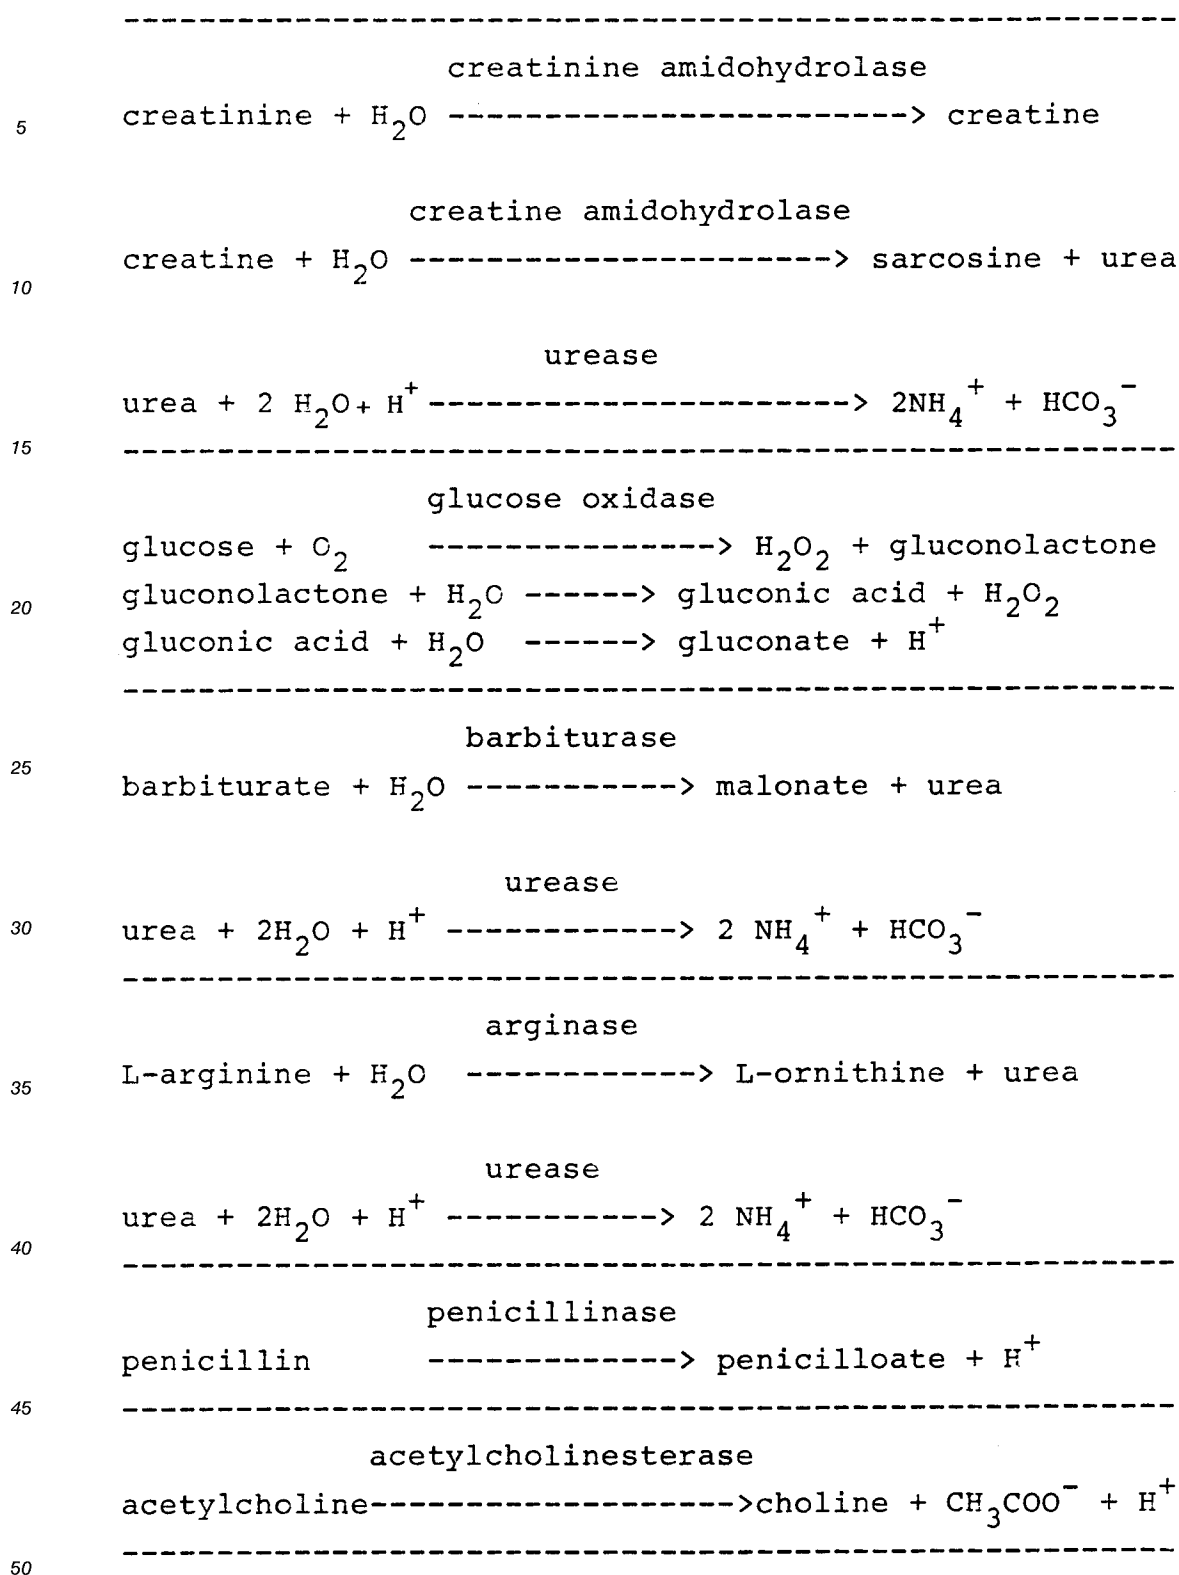 ------------------------------------------------------------
creatinine amidohydrolase
5 creatinine + H₂O ------------------------> creatine
creatine amidohydrolase
creatine + H₂O ----------------------> sarcosine + urea
10
urease
urea + 2 H₂O + H⁺ -----------------------> 2NH₄⁺ + HCO₃⁻
15 ------------------------------------------------------------
glucose oxidase
glucose + O₂ ---------------> H₂O₂ + gluconolactone
20 gluconolactone + H₂O ------> gluconic acid + H₂O₂
gluconic acid + H₂O ------> gluconate + H⁺
------------------------------------------------------------
barbiturase
25
barbiturate + H₂O -----------> malonate + urea
urease
30 urea + 2H₂O + H⁺ ------------> 2 NH₄⁺ + HCO₃⁻
------------------------------------------------------------
arginase
35 L-arginine + H₂O ------------> L-ornithine + urea
urease
urea + 2H₂O + H⁺ -----------> 2 NH₄⁺ + HCO₃⁻
40 ------------------------------------------------------------
penicillinase
penicillin -------------> penicilloate + H⁺
45 ------------------------------------------------------------
acetylcholinesterase
acetylcholine------------------->choline + CH₃COO⁻ + H⁺
------------------------------------------------------------
50